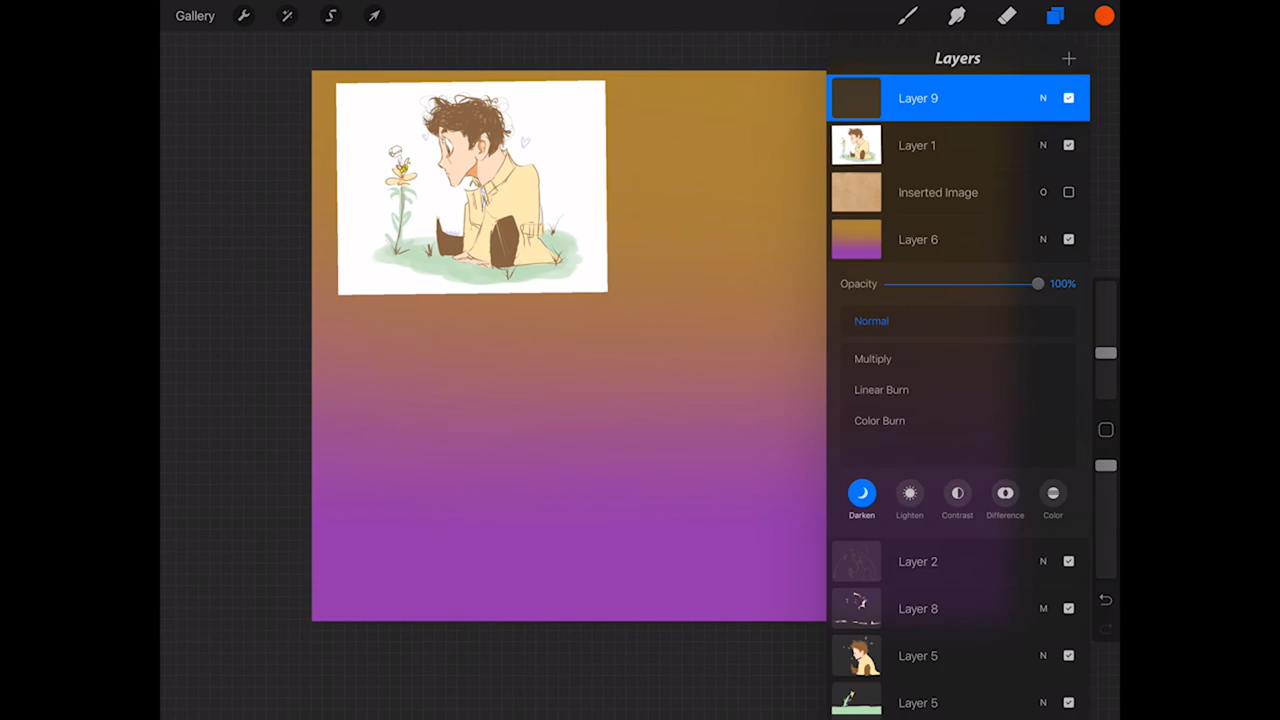 Gallery
Layers
Layer 9 N
Layer 1 N
Inserted Image O
Layer 6 N
Opacity 100%
Normal
Multiply
Linear Burn
Color Burn
Darken Lighten Contrast Difference Color
Layer 2 N
Layer 8 M
Layer 5 N
Layer 5 N